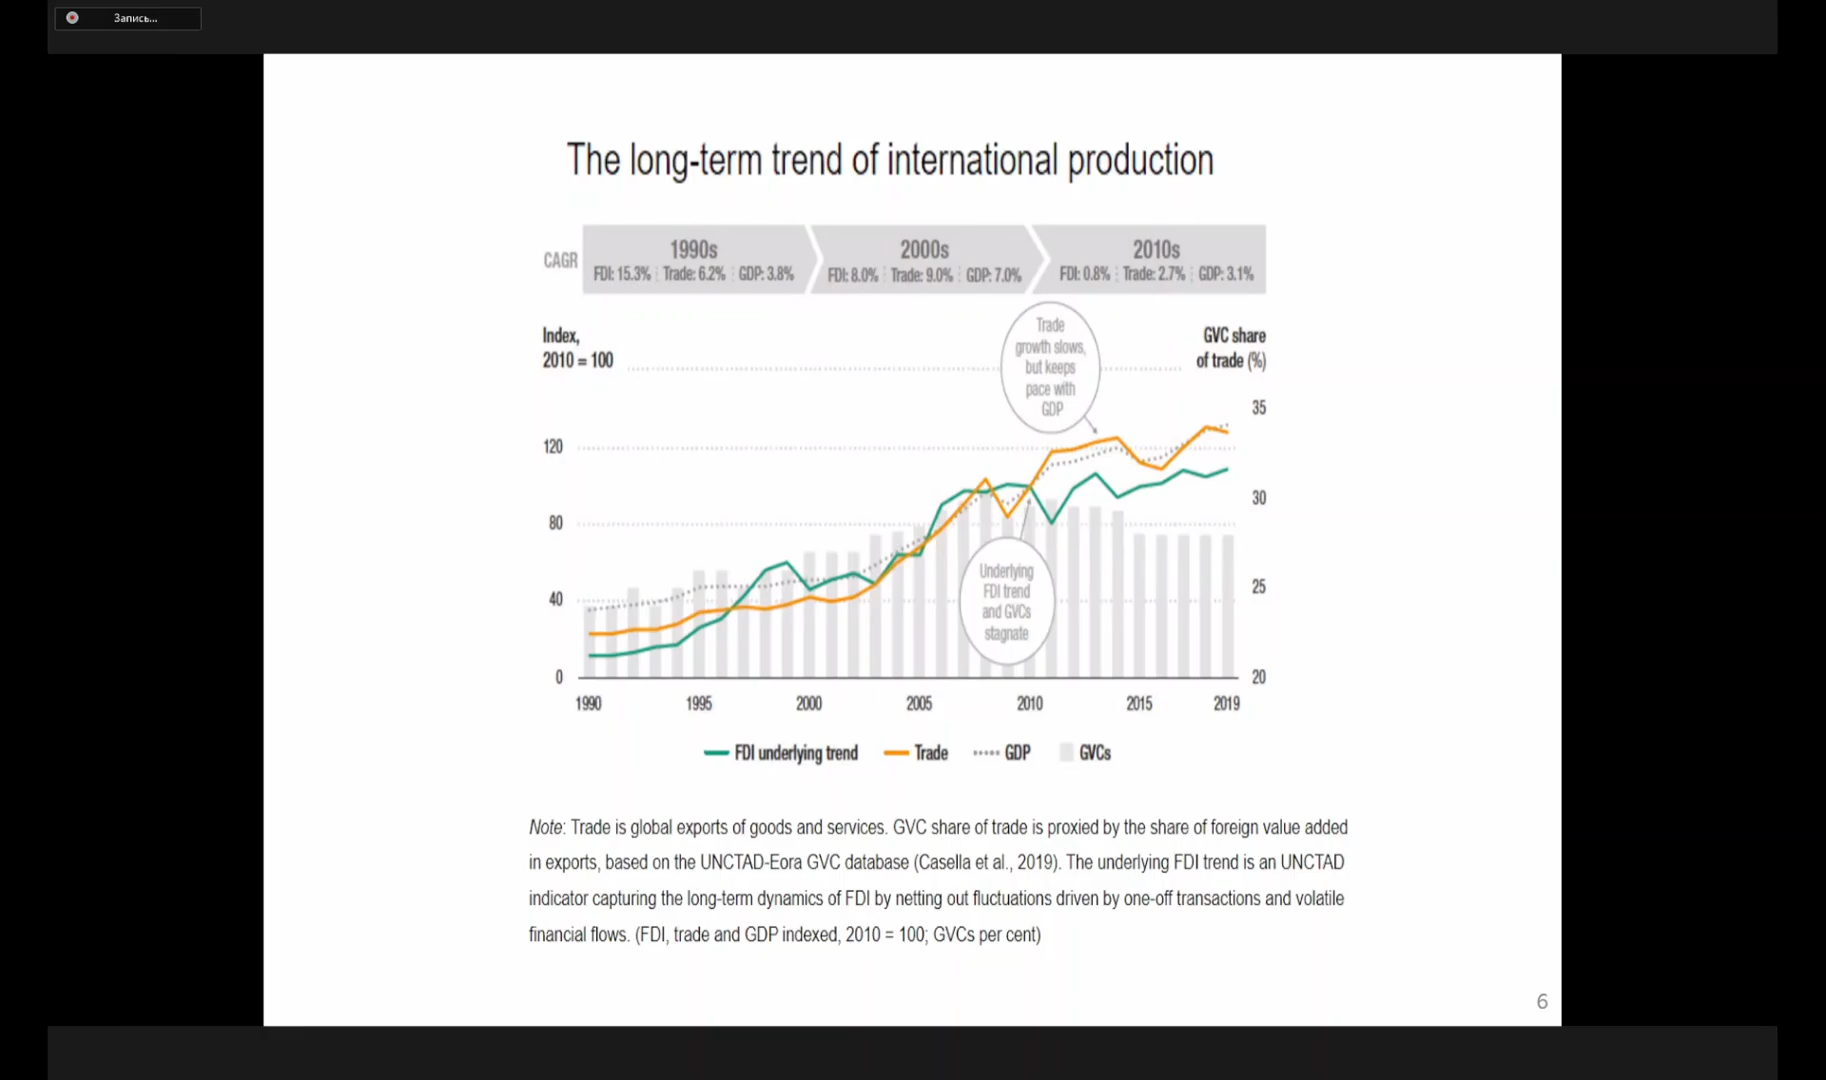 Запись...
The long-term trend of international production
CAGR
1990s
FDI: 15.3% Trade: 6.2% GDP: 3.8%
2000s
FDI: 8.0% Trade: 9.0% GDP: 7.0%
2010s
FDI: 0.8% Trade: 2.7% GDP: 3.1%
Index,
2010 = 100
Trade
growth slows,
but keeps
pace with
GDP
GVC share
of trade (%)
35
120
30
80
Underlying
FDI trend
and GVCs
stagnate
25
40
0
20
1990 1995 2000 2005 2010 2015 2019
FDI underlying trend Trade GDP GVCs
Note: Trade is global exports of goods and services. GVC share of trade is proxied by the share of foreign value added
in exports, based on the UNCTAD-Eora GVC database (Casella et al., 2019). The underlying FDI trend is an UNCTAD
indicator capturing the long-term dynamics of FDI by netting out fluctuations driven by one-off transactions and volatile
financial flows. (FDI, trade and GDP indexed, 2010 = 100; GVCs per cent)
6